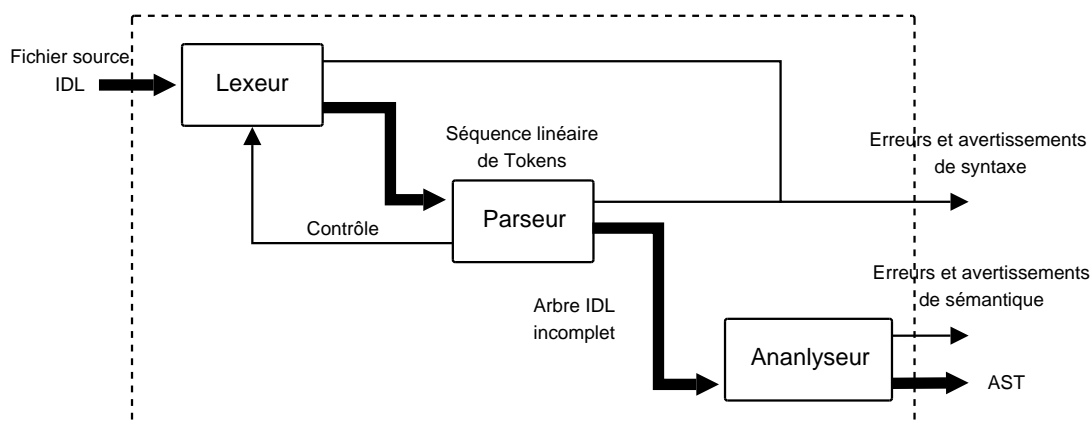 Fichier source
IDL
Lexeur
Séquence linéaire
de Tokens
Erreurs et avertissements
de syntaxe
Parseur
Contrôle
Erreurs et avertissements
de sémantique
Arbre IDL
incomplet
Ananlyseur
AST